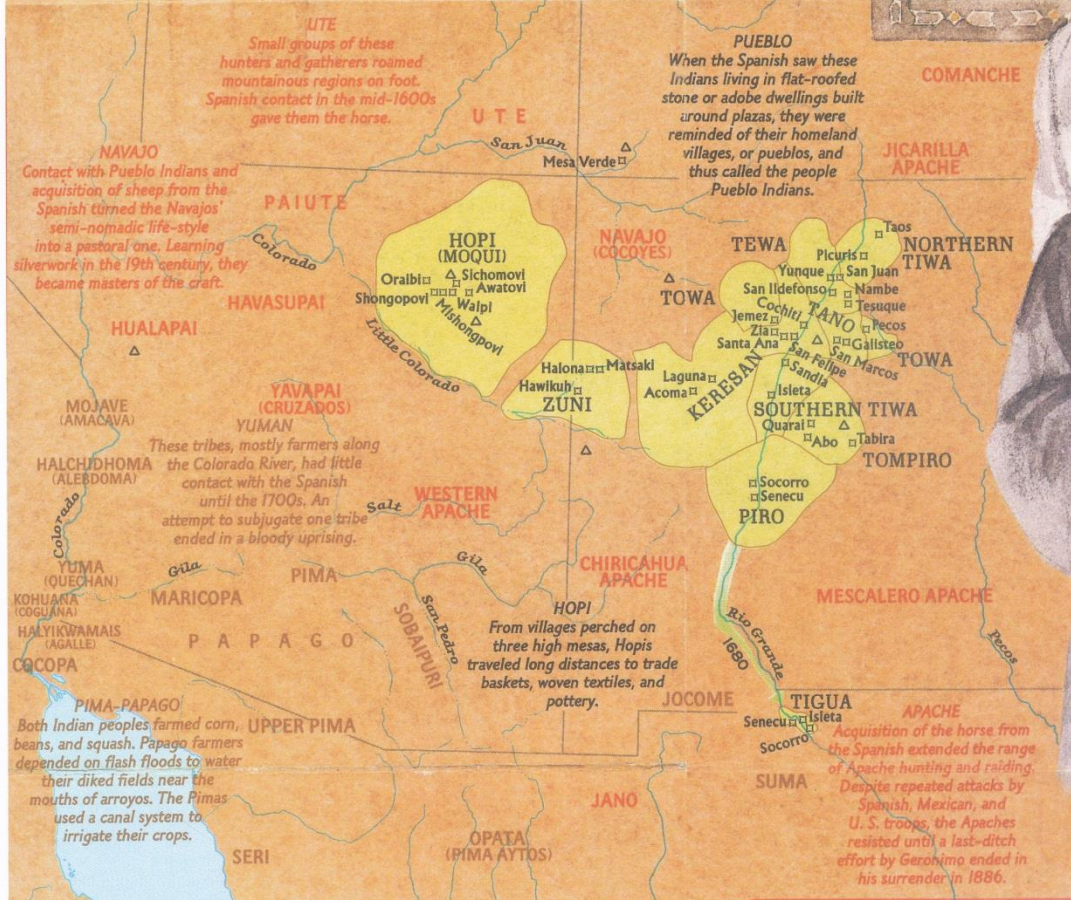 UTE
Small groups of these
hunters and gatherers roamed
mountainous regions on foot.
Spanish contact in the mid-1600s
gave them the horse.
PUEBLO
When the Spanish saw these
Indians living in flat-roofed
stone or adobe dwellings built
around plazas, they were
reminded of their homeland
villages, or pueblos, and
thus called the people
Pueblo Indians.
COMANCHE
UTE
San Juan
Mesa Verde
JICARILLA
APACHE
NAVAJO
Contact with Pueblo Indians and
acquisition of sheep from the
Spanish turned the Navajos'
semi-nomadic life-style
into a pastoral one. Learning
silverwork in the 19th century, they
became masters of the craft.
PAIUTE
Colorado
HAVASUPAI
HUALAPAI
HOPI
(MOQUI)
Oraibi
Sichomovi
Awatovi
Shongopovi
Walpi
Mishongpovi
Little Colorado
NAVAJO
(COCOYES)
TEWA
TOWA
Taos
NORTHERN
TIWA
Picuris
Yunque
San Juan
San Ildefonso
Nambe
Tesuque
Cochiti
TANO
Jemez
Pecos
Zia
Galisteo
Santa Ana
San Felipe
San Marcos
TOWA
Sandia
KERESAN
Laguna
Acoma
Halona
Matsaki
Hawikuh
ZUNI
Isleta
SOUTHERN TIWA
Quarai
Abo
Tabira
TOMPIRO
Socorro
Senecu
PIRO
YAVAPAI
(CRUZADOS)
MOJAVE
(AMACAVA)
YUMAN
These tribes, mostly farmers along
the Colorado River, had little
contact with the Spanish
until the 1700s. An
attempt to subjugate one tribe
ended in a bloody uprising.
HALCHIDHOMA
(ALEBDOMA)
Colorado
Salt
WESTERN
APACHE
Gila
Gila
YUMA
(QUECHAN)
PIMA
MARICOPA
KOHUANA
(COGUANA)
HALYIKWAMAIS
(AGALLE)
COCOPA
PAPAGO
SOBAIPURI
San Pedro
CHIRICAHUA
APACHE
HOPI
From villages perched on
three high mesas, Hopis
traveled long distances to trade
baskets, woven textiles, and
pottery.
MESCALERO APACHE
Rio Grande
1680
Pecos
JOCOME
TIGUA
Senecu
Isleta
Socorro
SUMA
PIMA-PAPAGO
Both Indian peoples farmed corn,
beans, and squash. Papago farmers
depended on flash floods to water
their diked fields near the
mouths of arroyos. The Pimas
used a canal system to
irrigate their crops.
UPPER PIMA
SERI
OPATA
(PIMA AYTOS)
JANO
APACHE
Acquisition of the horse from
the Spanish extended the range
of Apache hunting and raiding.
Despite repeated attacks by
Spanish, Mexican, and
U. S. troops, the Apaches
resisted until a last-ditch
effort by Geronimo ended in
his surrender in 1886.